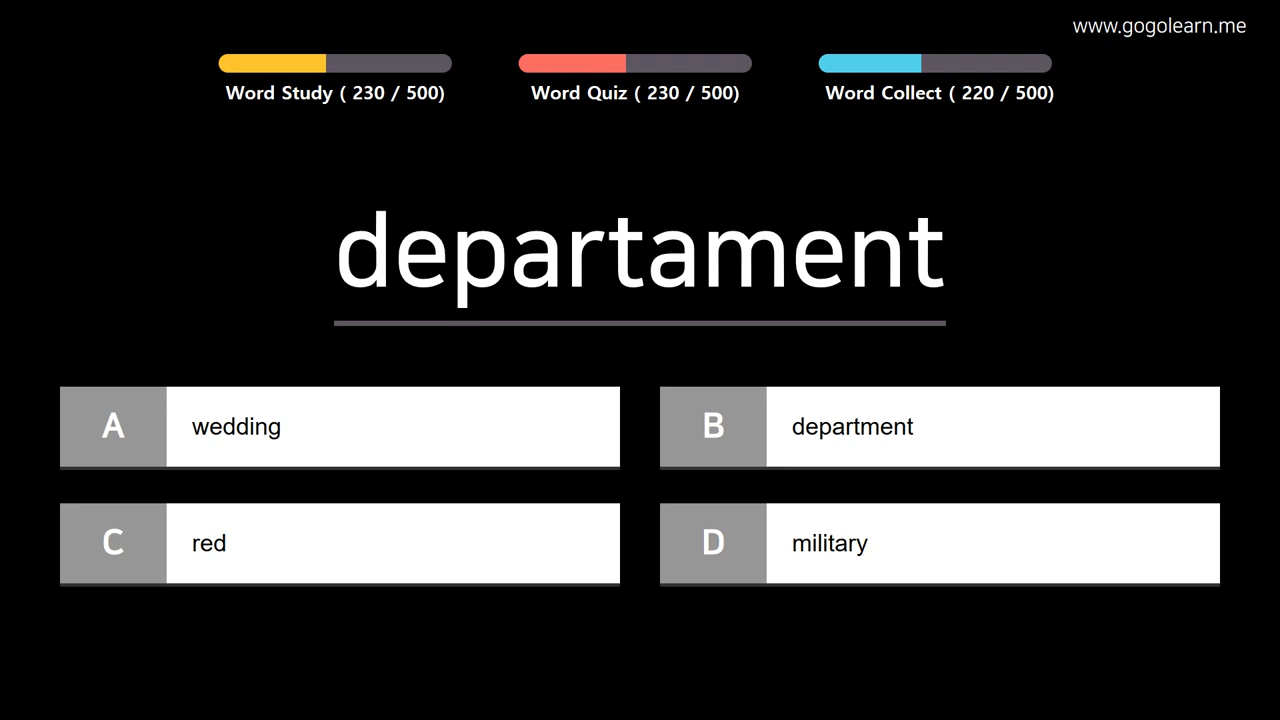 www.gogolearn.me
Word Study ( 230 / 500)
Word Quiz ( 230 / 500)
Word Collect ( 220 / 500)
departament
A wedding
B department
C red
D military